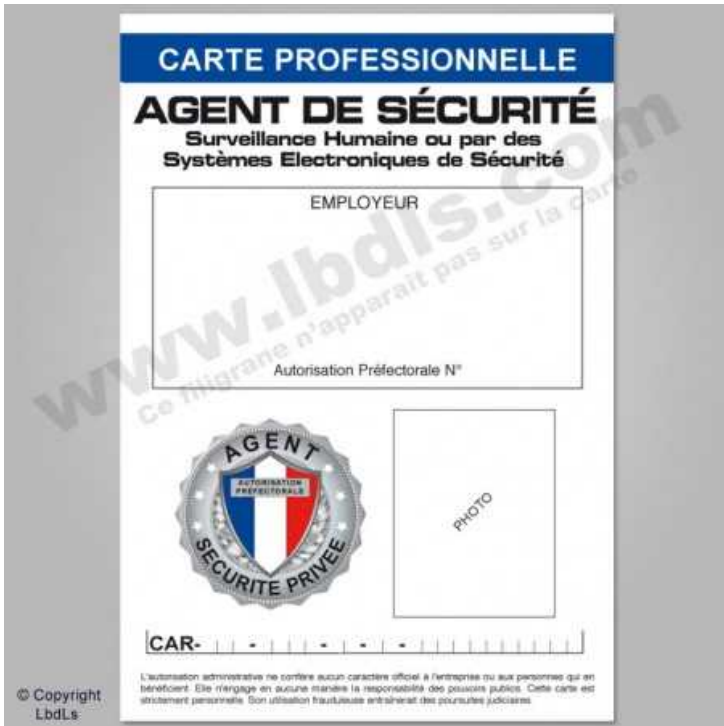 CARTE PROFESSIONNELLE
AGENT DE SÉCURITÉ
Surveillance Humaine ou par des
Systèmes Electroniques de Sécurité
EMPLOYEUR
www.lbdls.com
Ce filigrane n'apparait pas sur la carte
Autorisation Préfectorale N°
AGENT
AUTORISATION
PRÉFECTORALE
SECURITE PRIVEE
PHOTO
CAR- - - - -
L'autorisation administrative ne confère aucun caractère officiel à l'entreprise ou aux personnes qui en
bénéficient. Elle n'engage en aucune manière la responsabilité des pouvoirs publics. Cette carte est
strictement personnelle. Son utilisation frauduleuse entraînerait des poursuites judiciaires.
© Copyright
LbdLs